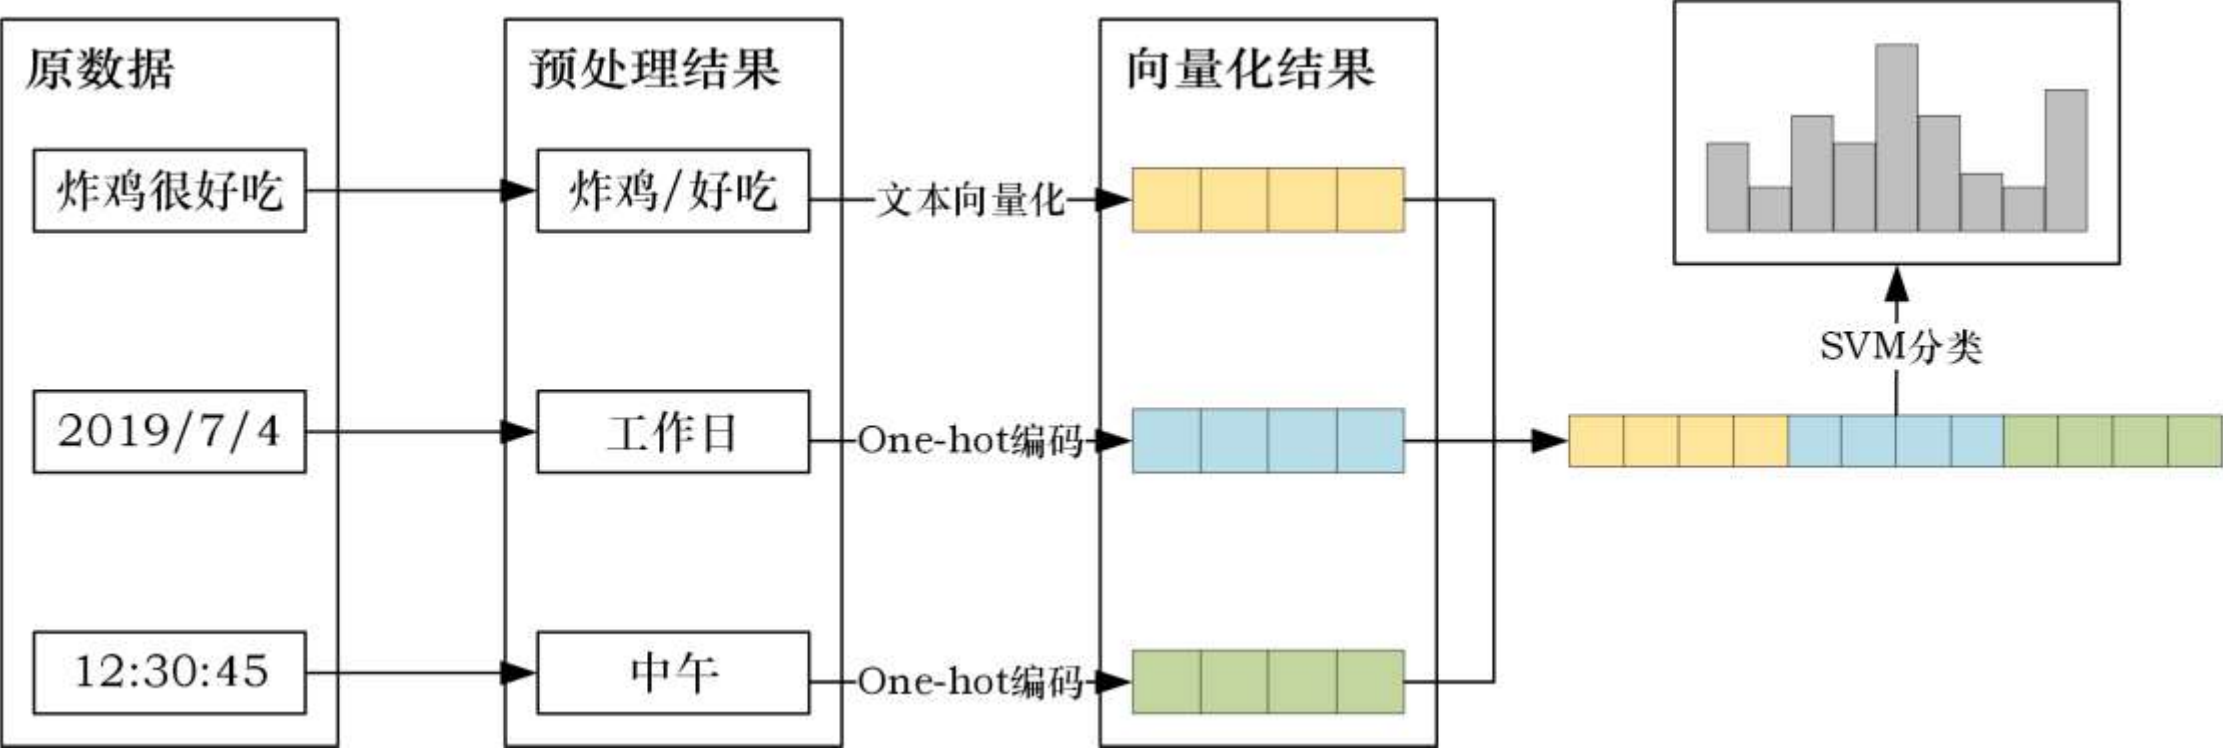 原数据
炸鸡很好吃
2019/7/4
12:30:45
预处理结果
炸鸡/好吃
工作日
中午
文本向量化
One-hot编码
One-hot编码
向量化结果
SVM分类